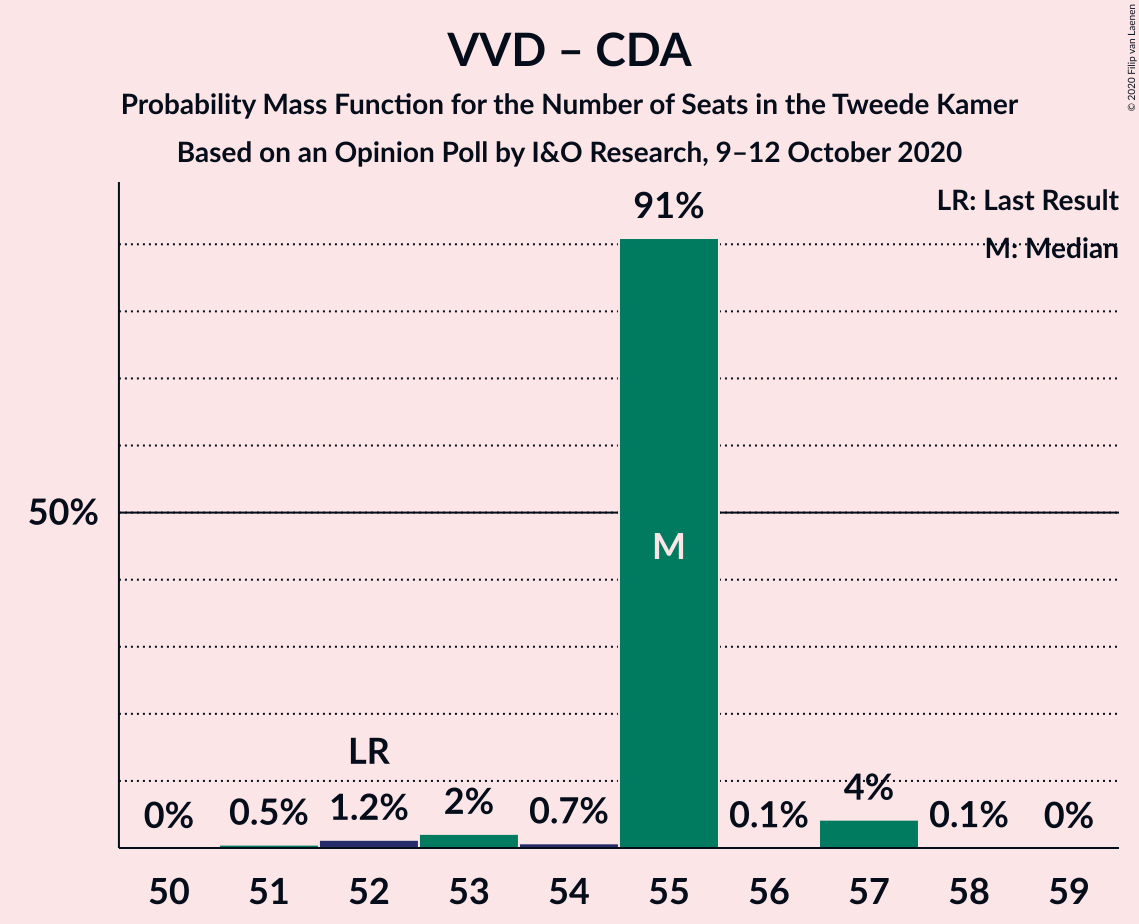 VVD – CDA
Probability Mass Function for the Number of Seats in the Tweede Kamer
Based on an Opinion Poll by I&O Research, 9–12 October 2020
© 2020 Filip van Laenen
LR: Last Result
M: Median
91%
50%
M
LR
0% 0.5% 1.2% 2% 0.7% 0.1% 4% 0.1% 0%
50 51 52 53 54 55 56 57 58 59